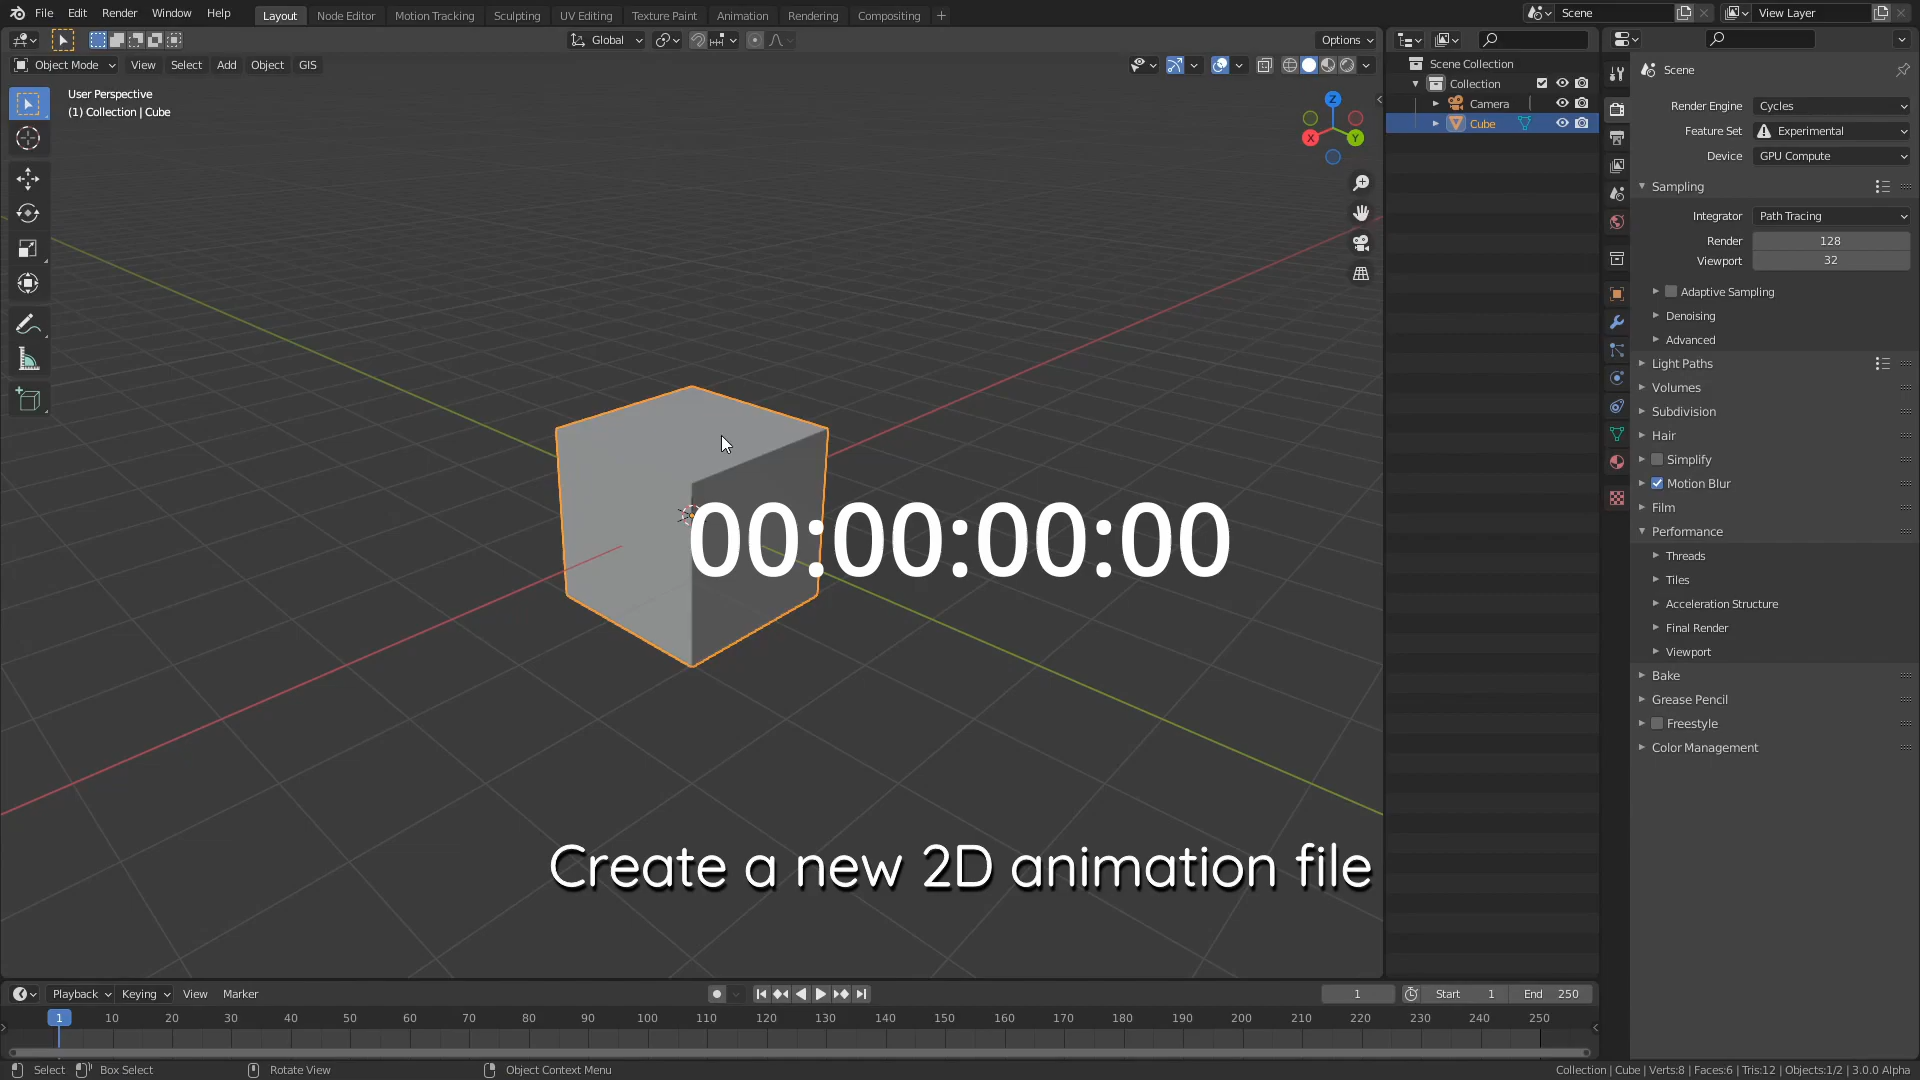 File Edit Render Window Help Layout Node Editor Motion Tracking Sculpting UV Editing Texture Paint Animation Rendering Compositing + Scene View Layer
Global Options
Object Mode View Select Add Object GIS
User Perspective
(1) Collection | Cube
Z
X Y
Scene Collection
Collection
Camera
Cube
Scene
Render Engine Cycles
Feature Set Experimental
Device GPU Compute
Sampling
Integrator Path Tracing
Render 128
Viewport 32
Adaptive Sampling
Denoising
Advanced
Light Paths
Volumes
Subdivision
Hair
Simplify
Motion Blur
Film
Performance
Threads
Tiles
Acceleration Structure
Final Render
Viewport
Bake
Grease Pencil
Freestyle
Color Management
00:00:00:00
Create a new 2D animation file
Playback Keying View Marker 1 Start 1 End 250
1 10 20 30 40 50 60 70 80 90 100 110 120 130 140 150 160 170 180 190 200 210 220 230 240 250
Select Box Select Rotate View Object Context Menu Collection | Cube | Verts:8 | Faces:6 | Tris:12 | Objects:1/2 | 3.0.0 Alpha